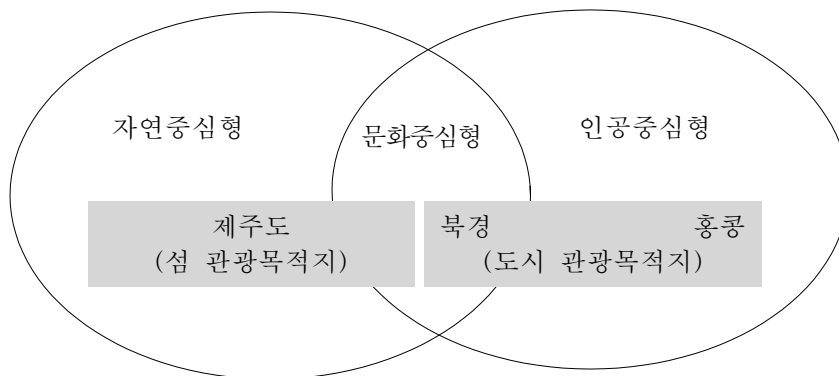 자연중심형 문화중심형 인공중심형
제주도
(섬 관광목적지)
북경 홍콩
(도시 관광목적지)